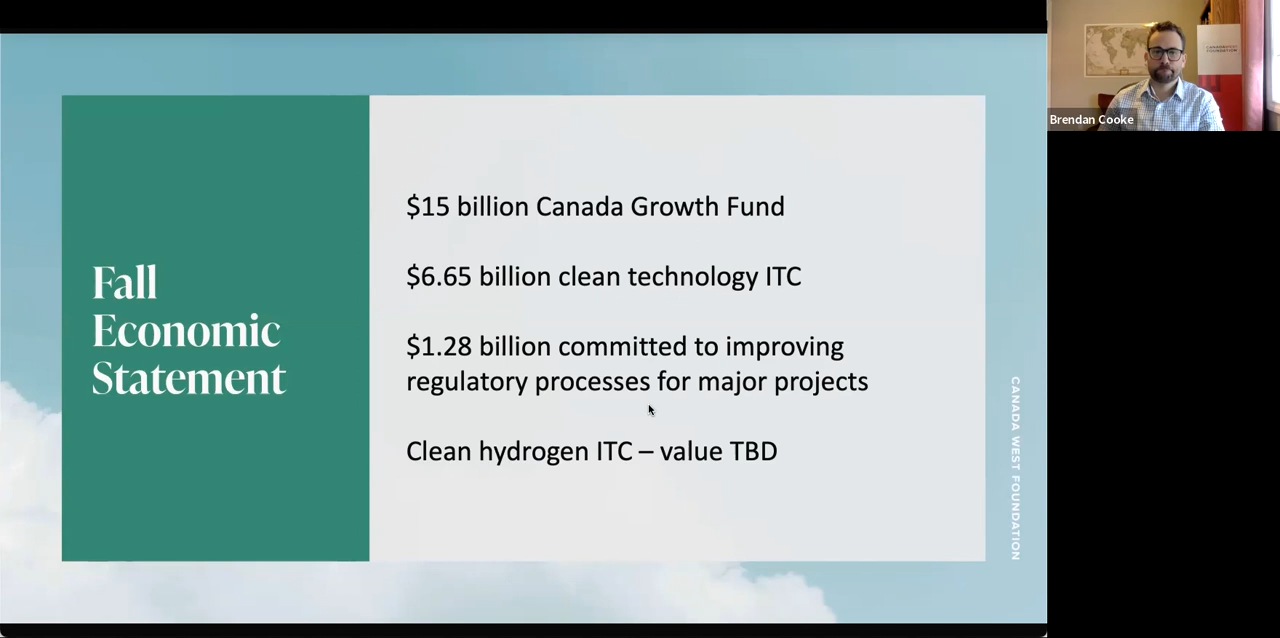 Fall
Economic
Statement
$15 billion Canada Growth Fund
$6.65 billion clean technology ITC
$1.28 billion committed to improving
regulatory processes for major projects
Clean hydrogen ITC – value TBD
CANADA WEST FOUNDATION
Brendan Cooke